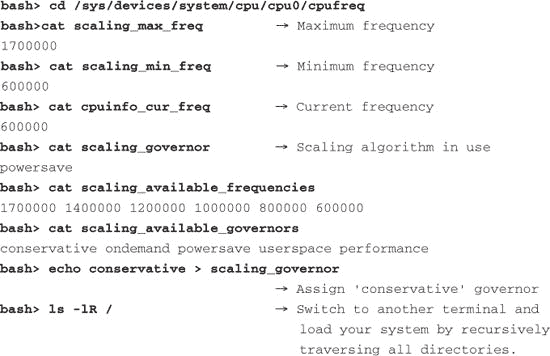 bash> cd /sys/devices/system/cpu/cpu0/cpufreq
bash>cat scaling_max_freq → Maximum frequency
1700000
bash> cat scaling_min_freq → Minimum frequency
600000
bash> cat cpuinfo_cur_freq → Current frequency
600000
bash> cat scaling_governor → Scaling algorithm in use
powersave
bash> cat scaling_available_frequencies
1700000 1400000 1200000 1000000 800000 600000
bash> cat scaling_available_governors
conservative ondemand powersave userspace performance
bash> echo conservative > scaling_governor
→ Assign 'conservative' governor
bash> ls -lR / → Switch to another terminal and
load your system by recursively
traversing all directories.